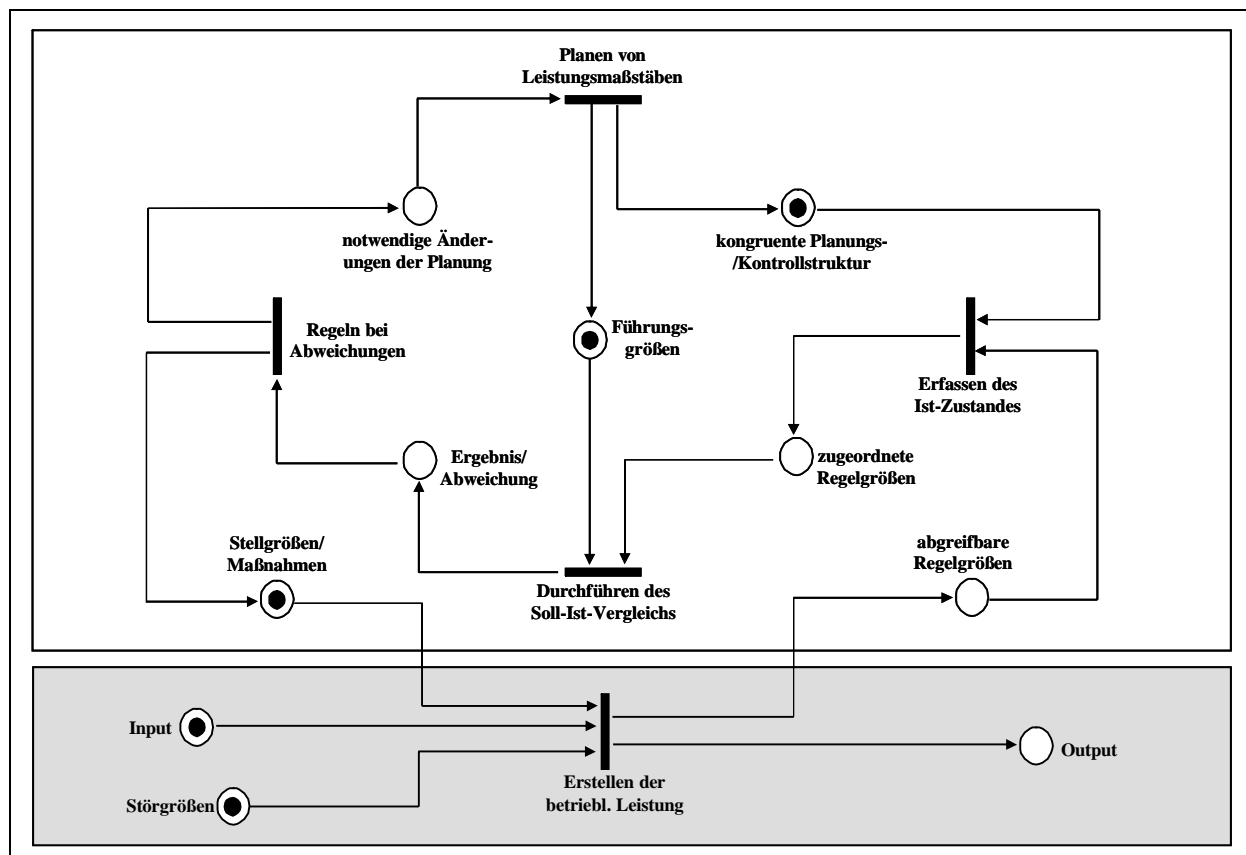 Planen von
Leistungsmaßstäben
notwendige Änder-
ungen der Planung
kongruente Planungs-
/Kontrollstruktur
Regeln bei
Abweichungen
Führungs-
größen
Erfassen des
Ist-Zustandes
Ergebnis/
Abweichung
zugeordnete
Regelgrößen
Stellgrößen/
Maßnahmen
Durchführen des
Soll-Ist-Vergleichs
abgreifbare
Regelgrößen
Input
Störgrößen
Erstellen der
betriebl. Leistung
Output